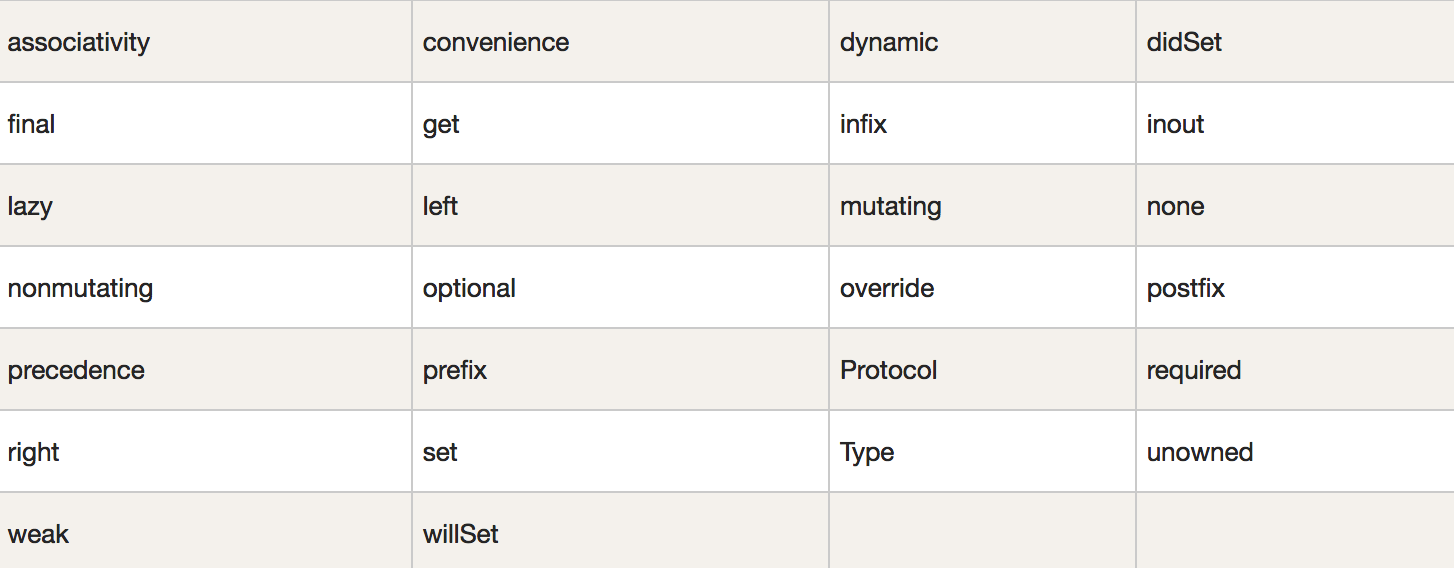 associativity convenience dynamic didSet
final get infix inout
lazy left mutating none
nonmutating optional override postfix
precedence prefix Protocol required
right set Type unowned
weak willSet